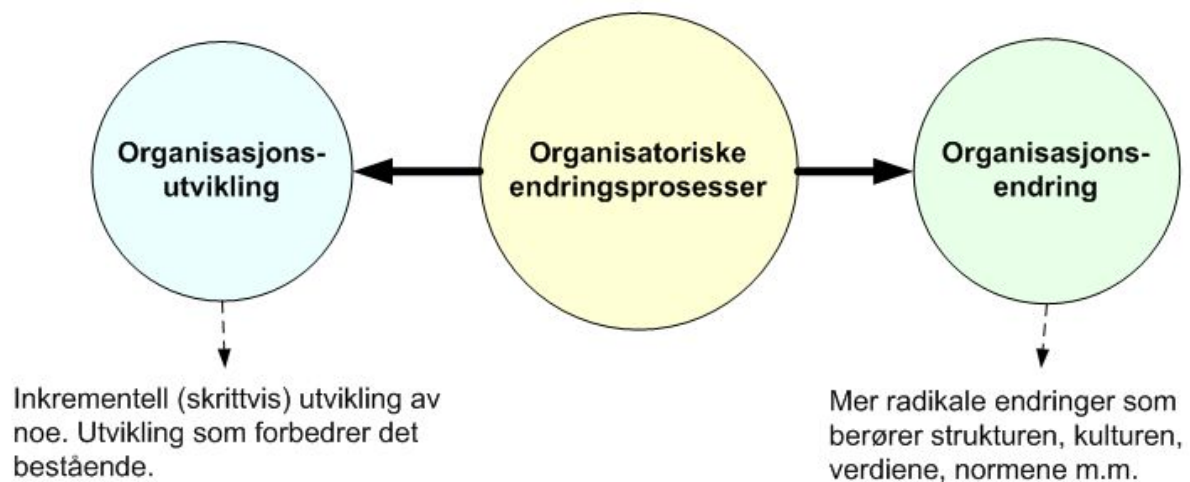 Organisasjons-
utvikling
Organisatoriske
endringsprosesser
Organisasjons-
endring
Inkrementell (skrittvis) utvikling av
noe. Utvikling som forbedrer det
bestående.
Mer radikale endringer som
berører strukturen, kulturen,
verdiene, normene m.m.